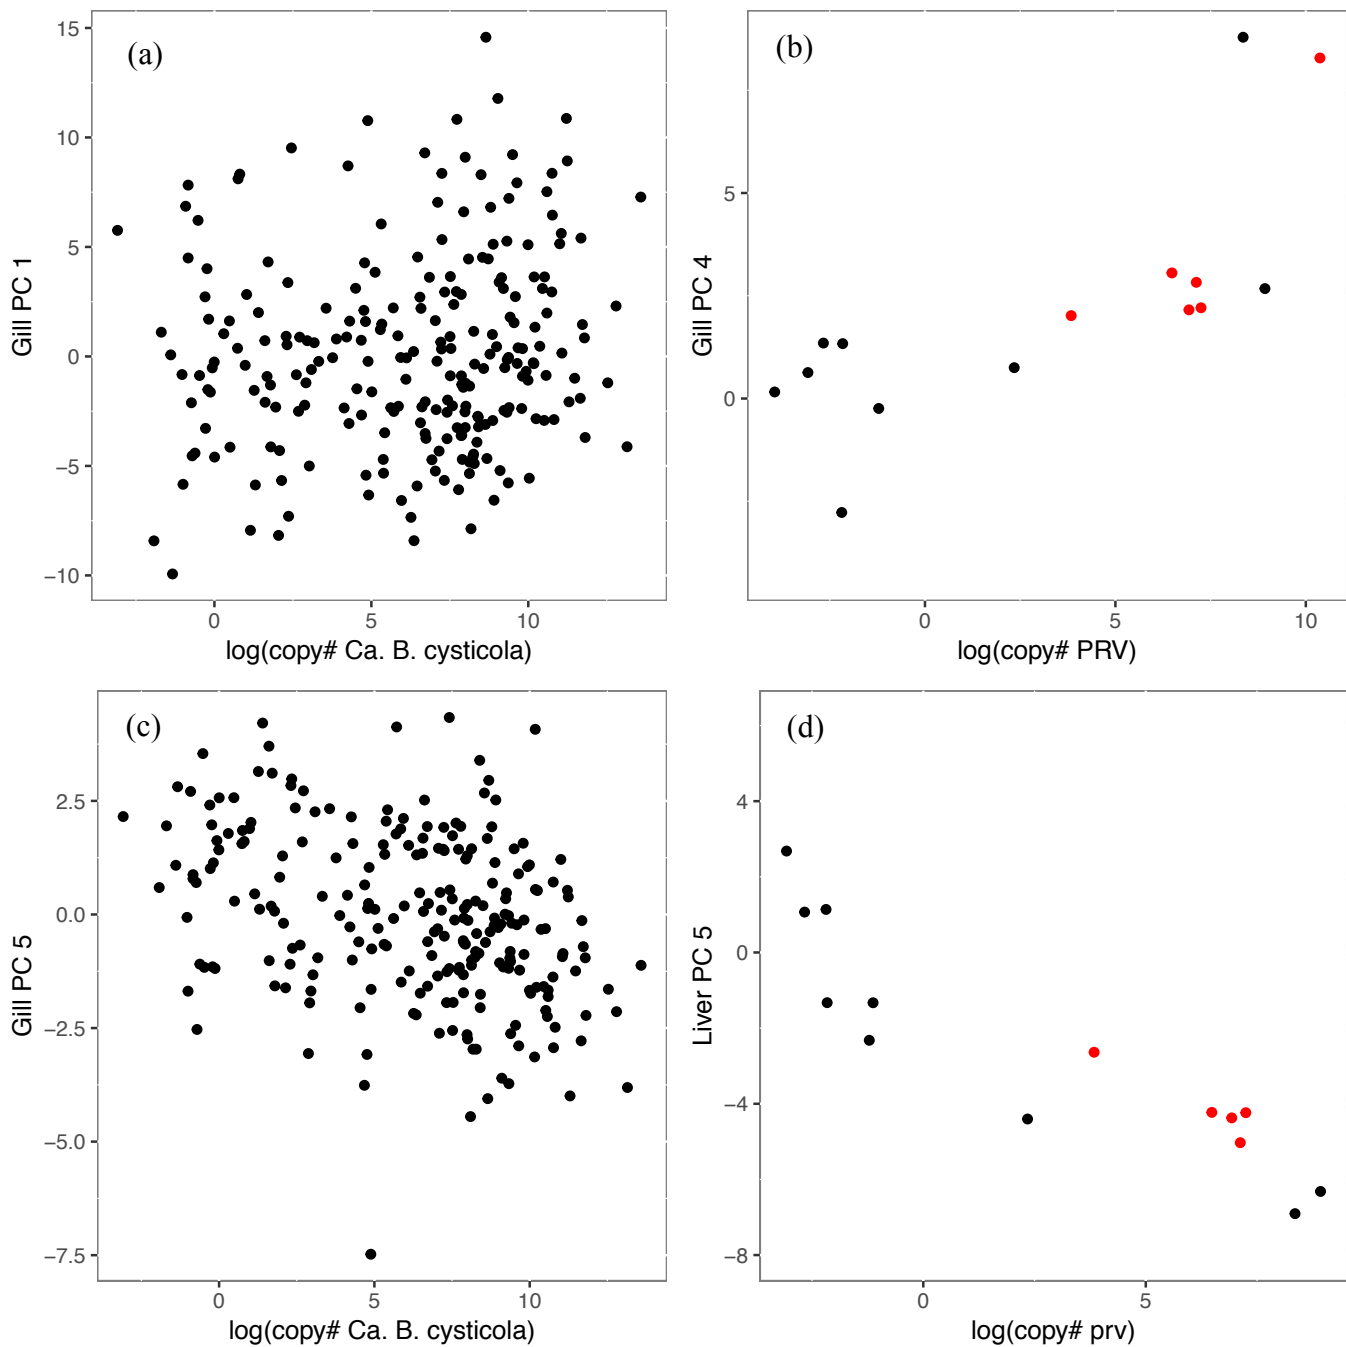 (a)
15
10
5
0
−5
−10
Gill PC 1
0 5 10
log(copy# Ca. B. cysticola)
(b)
5
0
Gill PC 4
0 5 10
log(copy# PRV)
(c)
2.5
0.0
−2.5
−5.0
−7.5
Gill PC 5
0 5 10
log(copy# Ca. B. cysticola)
(d)
4
0
−4
−8
Liver PC 5
0 5
log(copy# prv)